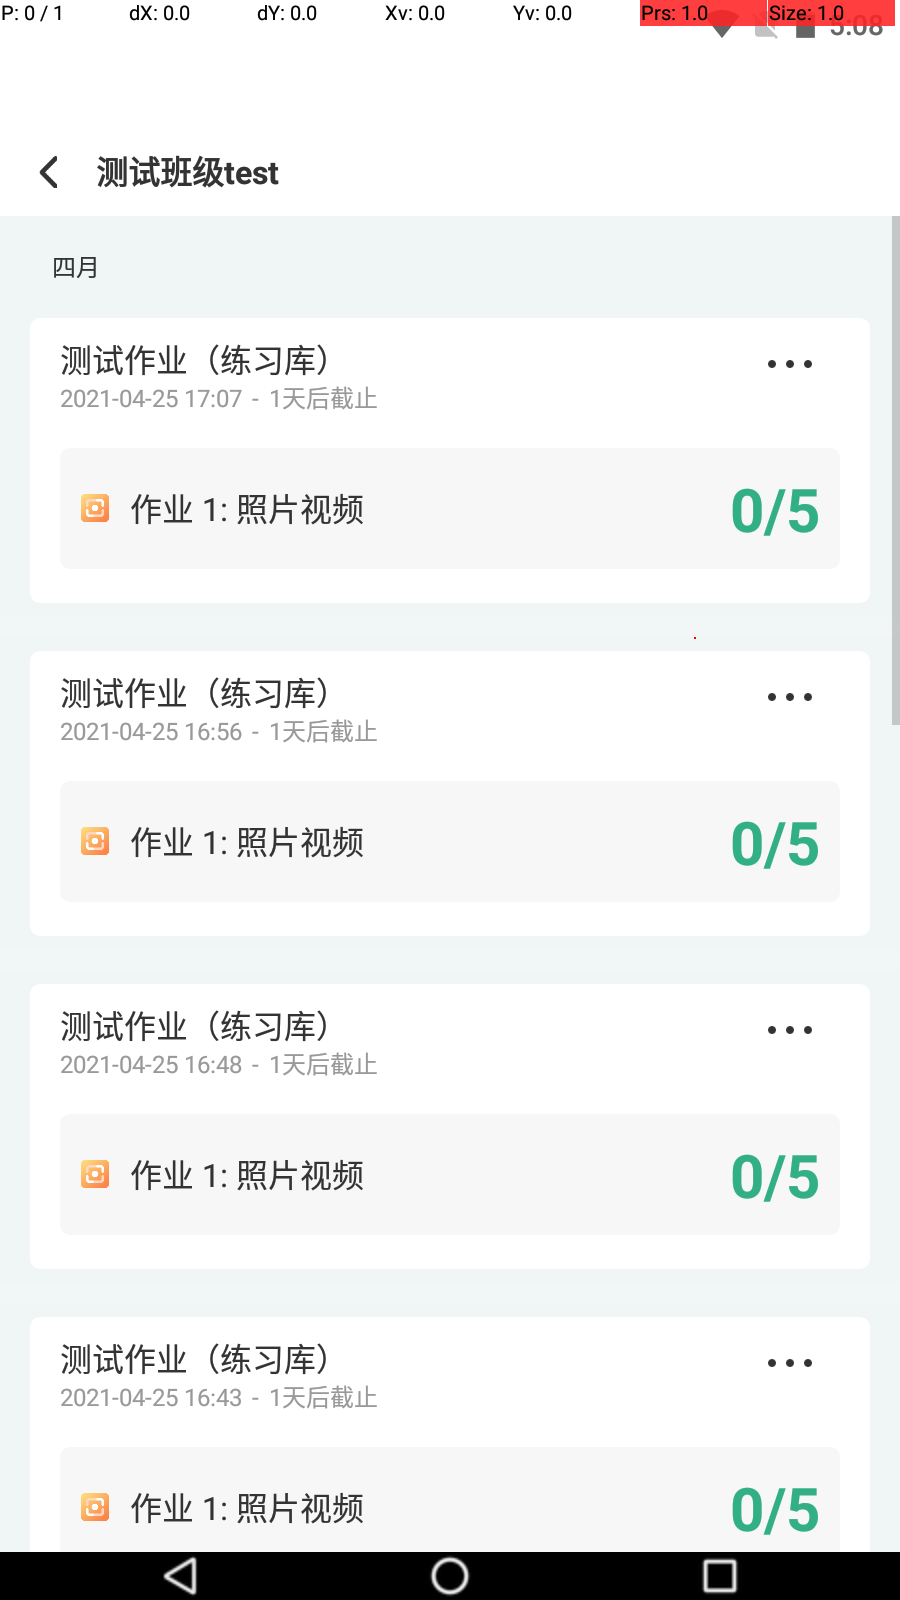 P: 0 / 1 dX: 0.0 dY: 0.0 Xv: 0.0 Yv: 0.0 Prs: 1.0 Size: 1.0
5:08
测试班级test
四月
测试作业（练习库）
2021-04-25 17:07 - 1天后截止
作业 1: 照片视频 0/5
测试作业（练习库）
2021-04-25 16:56 - 1天后截止
作业 1: 照片视频 0/5
测试作业（练习库）
2021-04-25 16:48 - 1天后截止
作业 1: 照片视频 0/5
测试作业（练习库）
2021-04-25 16:43 - 1天后截止
作业 1: 照片视频 0/5